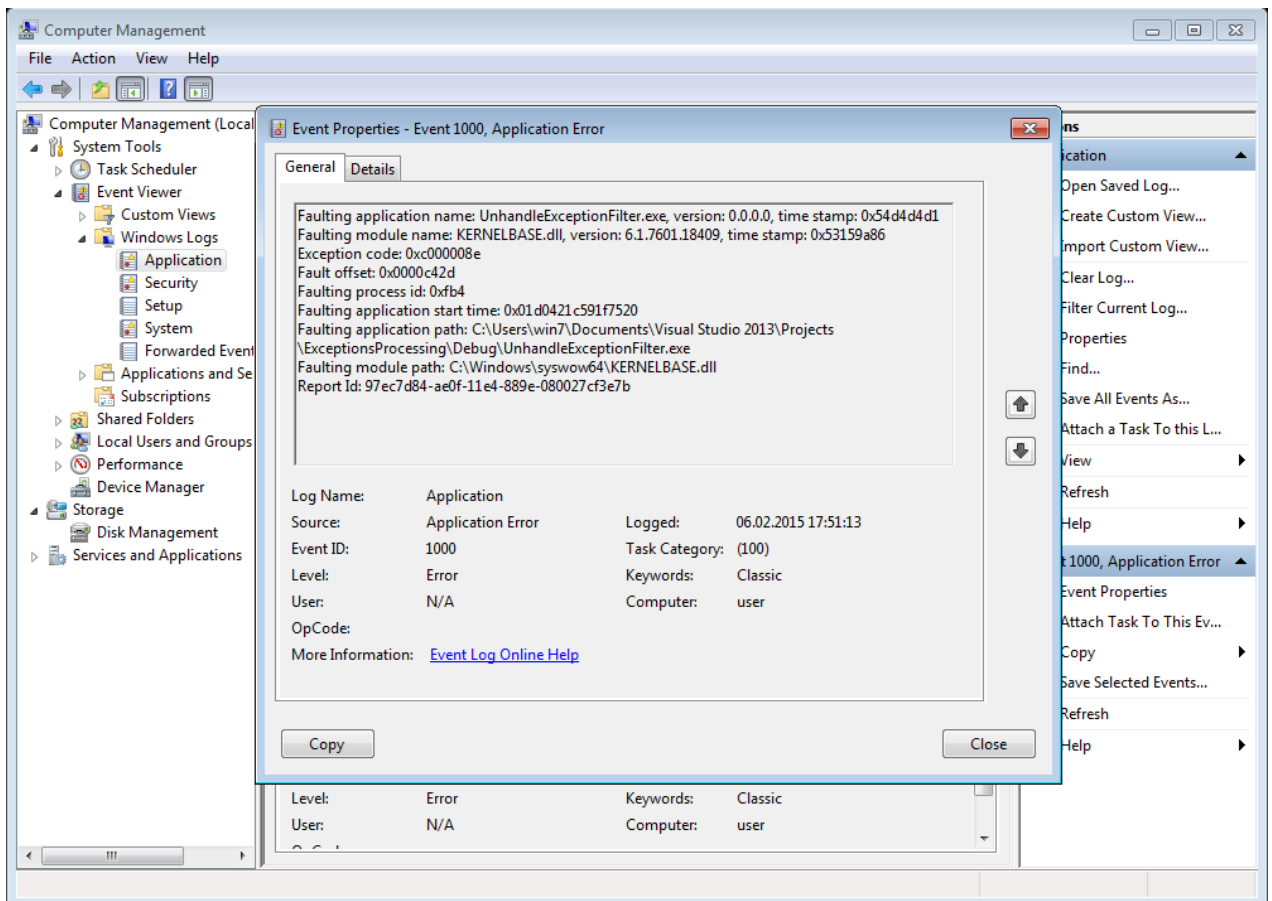 Computer Management
File Action View Help
Computer Management (Local
System Tools
Task Scheduler
Event Viewer
Custom Views
Windows Logs
Application
Security
Setup
System
Forwarded Event
Applications and Se
Subscriptions
Shared Folders
Local Users and Groups
Performance
Device Manager
Storage
Disk Management
Services and Applications
Event Properties - Event 1000, Application Error
General Details
Faulting application name: UnhandleExceptionFilter.exe, version: 0.0.0.0, time stamp: 0x54d4d4d1
Faulting module name: KERNELBASE.dll, version: 6.1.7601.18409, time stamp: 0x53159a86
Exception code: 0xc000008e
Fault offset: 0x0000c42d
Faulting process id: 0xfb4
Faulting application start time: 0x01d0421c591f7520
Faulting application path: C:\Users\win7\Documents\Visual Studio 2013\Projects
\ExceptionsProcessing\Debug\UnhandleExceptionFilter.exe
Faulting module path: C:\Windows\syswow64\KERNELBASE.dll
Report Id: 97ec7d84-ae0f-11e4-889e-080027cf3e7b
Log Name: Application
Source: Application Error Logged: 06.02.2015 17:51:13
Event ID: 1000 Task Category: (100)
Level: Error Keywords: Classic
User: N/A Computer: user
OpCode:
More Information: Event Log Online Help
Copy Close
Level: Error Keywords: Classic
User: N/A Computer: user
ns
ication
Open Saved Log...
Create Custom View...
Import Custom View...
Clear Log...
Filter Current Log...
Properties
Find...
Save All Events As...
Attach a Task To this L...
View
Refresh
Help
t 1000, Application Error
Event Properties
Attach Task To This Ev...
Copy
Save Selected Events...
Refresh
Help